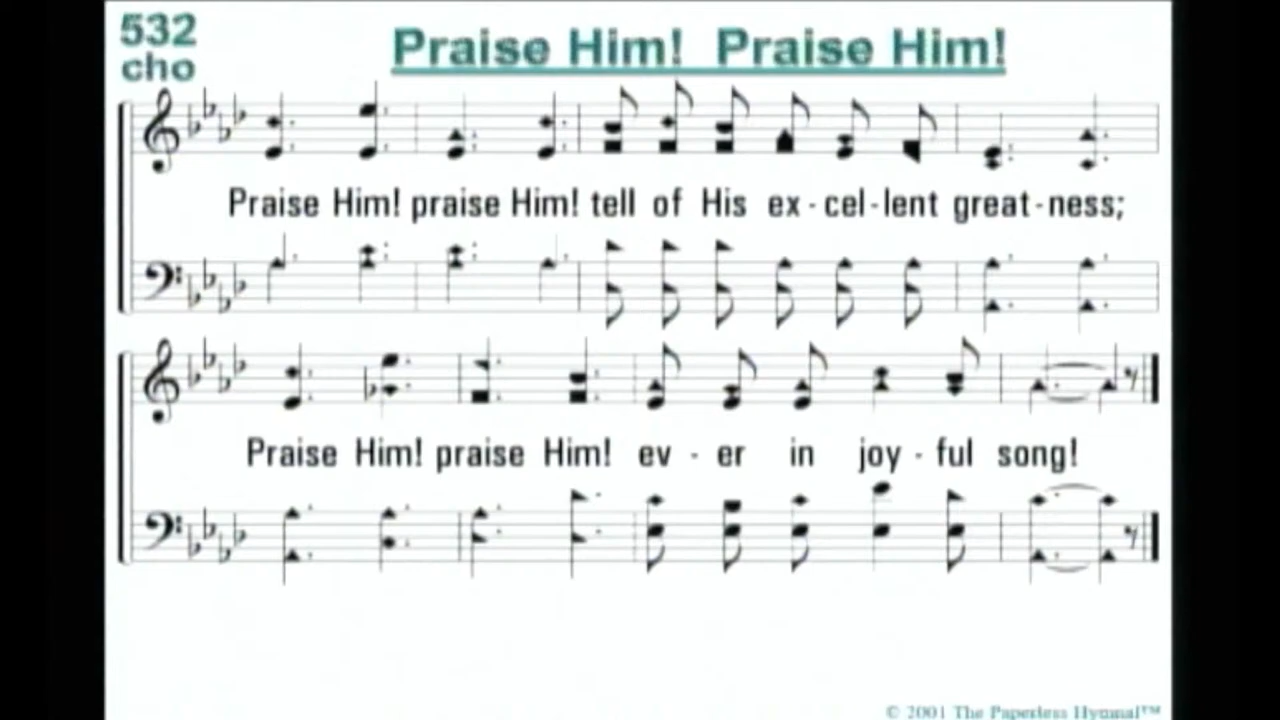 532
cho
Praise Him! Praise Him!
Praise Him! praise Him! tell of His ex - cel - lent great - ness;
Praise Him! praise Him! ev - er in joy - ful song!
© 2001 The Paperless Hymnal™